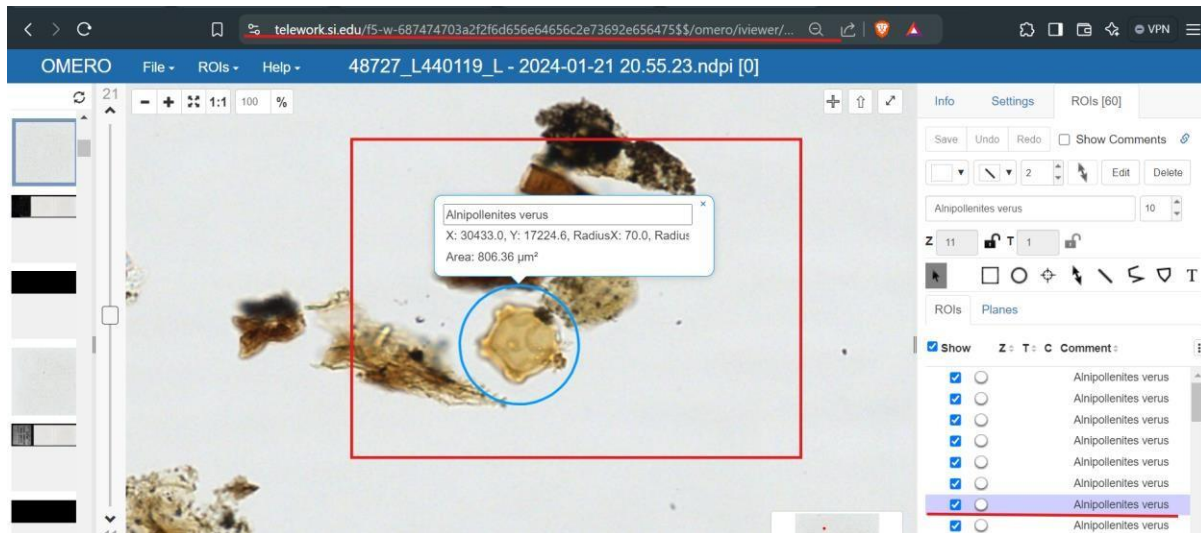 telework.si.edu/f5-w-687474703a2f2f6d656e64656c2e73692e656475$$/omero/iviewer/...
VPN
OMERO File ROIs Help 48727_L440119_L - 2024-01-21 20.55.23.ndpi [0]
21
1:1 100 %
Info Settings ROIs [60]
Save Undo Redo Show Comments
2 Edit Delete
Alnipollenites verus 10
Z 11 T 1
T
ROIs Planes
Show Z T C Comment
Alnipollenites verus
Alnipollenites verus
Alnipollenites verus
Alnipollenites verus
Alnipollenites verus
Alnipollenites verus
Alnipollenites verus
Alnipollenites verus
Alnipollenites verus
X: 30433.0, Y: 17224.6, RadiusX: 70.0, Radius
Area: 806.36 µm²